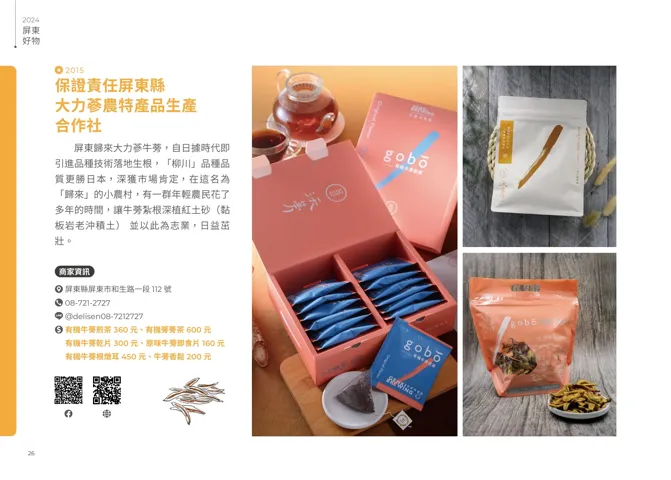 2024
屏東
好物
2015
保證責任屏東縣
大力蔘農特產品生產
合作社
屏東歸來大力蔘牛蒡，自日據時代即
引進品種技術落地生根，「柳川」品種品
質更勝日本，深獲市場肯定，在這名為
「歸來」的小農村，有一群年輕農民花了
多年的時間，讓牛蒡紮根深植紅土砂（黏
板岩老沖積土） 並以此為志業，日益茁
壯。
商家資訊
屏東縣屏東市和生路一段 112 號
08-721-2727
@delisen08-7212727
有機牛蒡煎茶 360 元、有機蒡蒡茶 600 元
有機牛蒡乾片 300 元、原味牛蒡即食片 160 元
有機牛蒡根燉耳 450 元、牛蒡香鬆 200 元
26
gobō
gobō
gobō